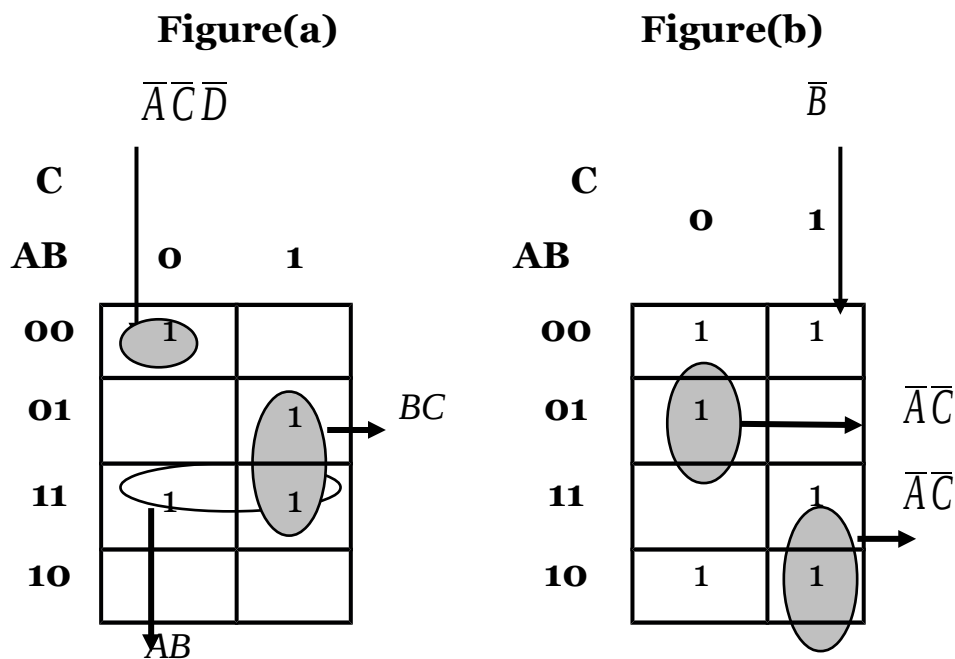 Figure(a) Figure(b)
A̅ C̅ D̅ B̅
C C
0 1
AB 0 1 AB
00 1 00 1 1
01 1 BC 01 1 A̅ C̅
11 1 1 11 1 A̅ C̅
10 10 1 1
AB